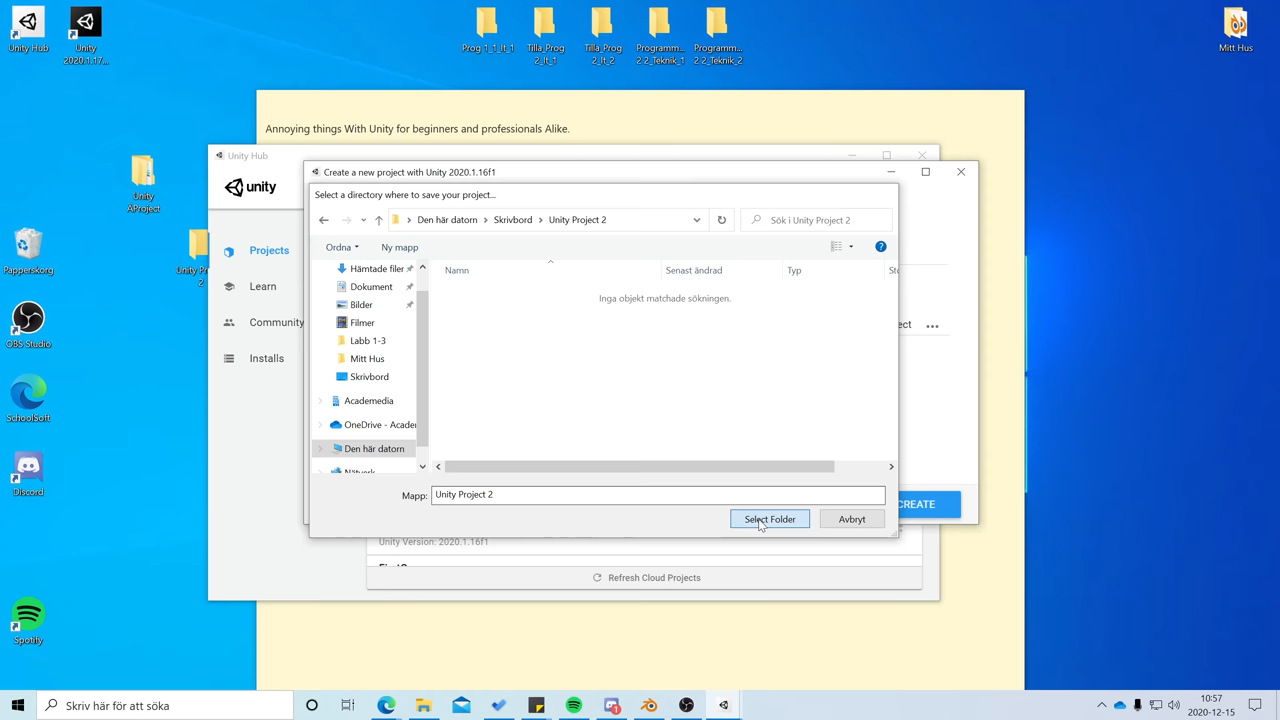 Unity Hub
Unity
2020.1.17...
Prog 1_1_It_1
Tilla_Prog
2_It_1
Tilla_Prog
2_It_2
Programm...
2 2_Teknik_1
Programm...
2 2_Teknik_2
Mitt Hus
Annoying things With Unity for beginners and professionals Alike.
Unity Hub
unity
Create a new project with Unity 2020.1.16f1
Select a directory where to save your project...
Den här datorn
Skrivbord
Unity Project 2
Sök i Unity Project 2
Ordna
Ny mapp
Namn
Senast ändrad
Typ
Inga objekt matchade sökningen.
Hämtade filer
Dokument
Bilder
Filmer
Labb 1-3
Mitt Hus
Skrivbord
Academedia
Den här datorn
Nätverk
Mapp:
Unity Project 2
Select Folder
Avbryt
CREATE
Projects
Learn
Community
Installs
Unity Version: 2020.1.16f1
Refresh Cloud Projects
Unity
ÄProject
Papperskorg
OBS Studio
SchoolSoft
Discord
Spotify
Skriv här för att söka
10:57
2020-12-15